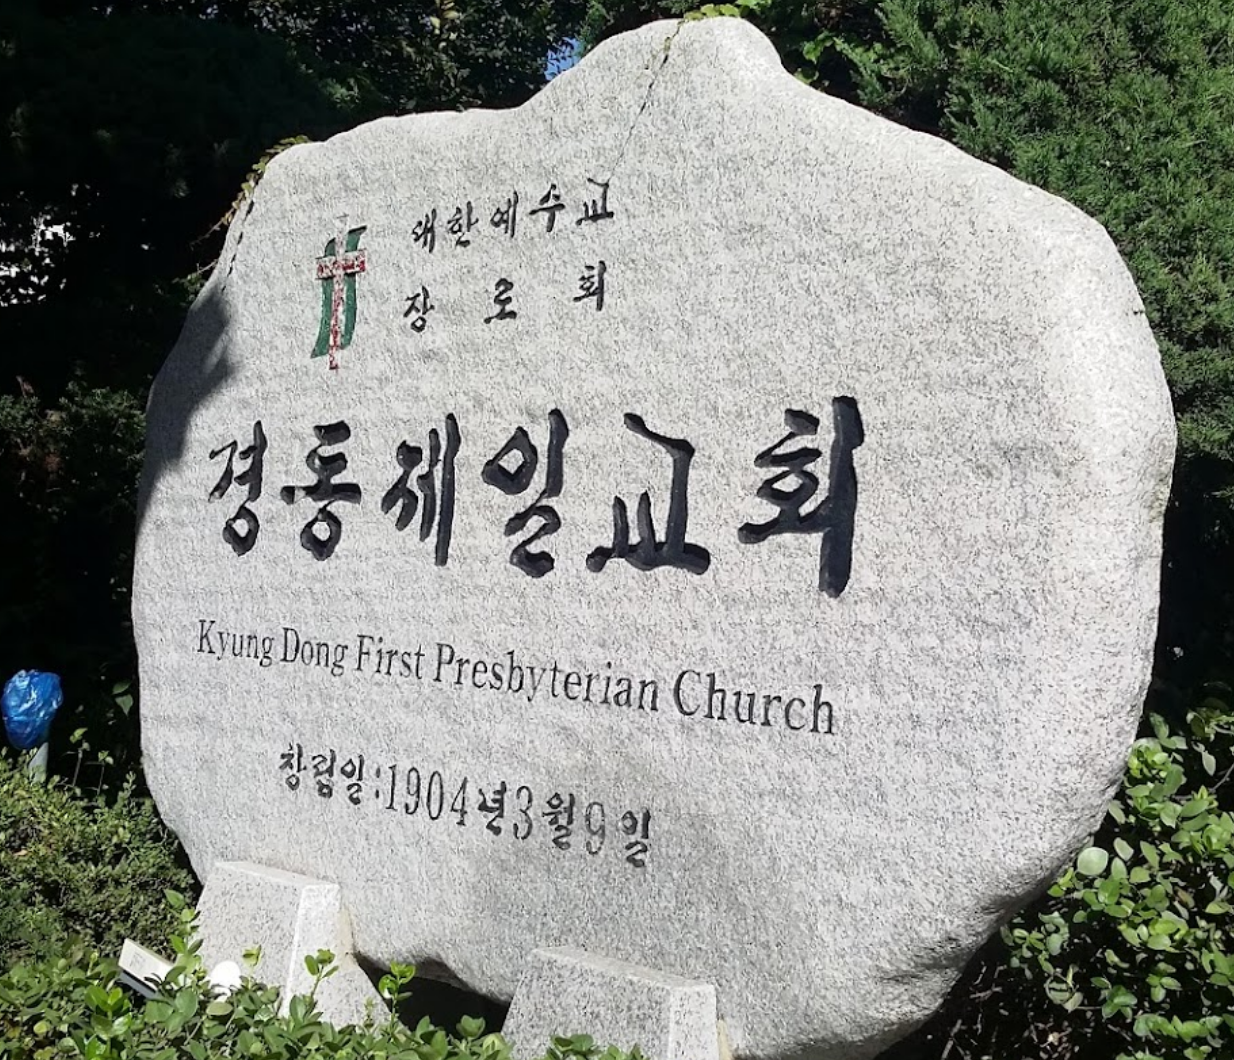 대한예수교
장로회
경동제일교회
Kyung Dong First Presbyterian Church
창립일:1904년3월9일